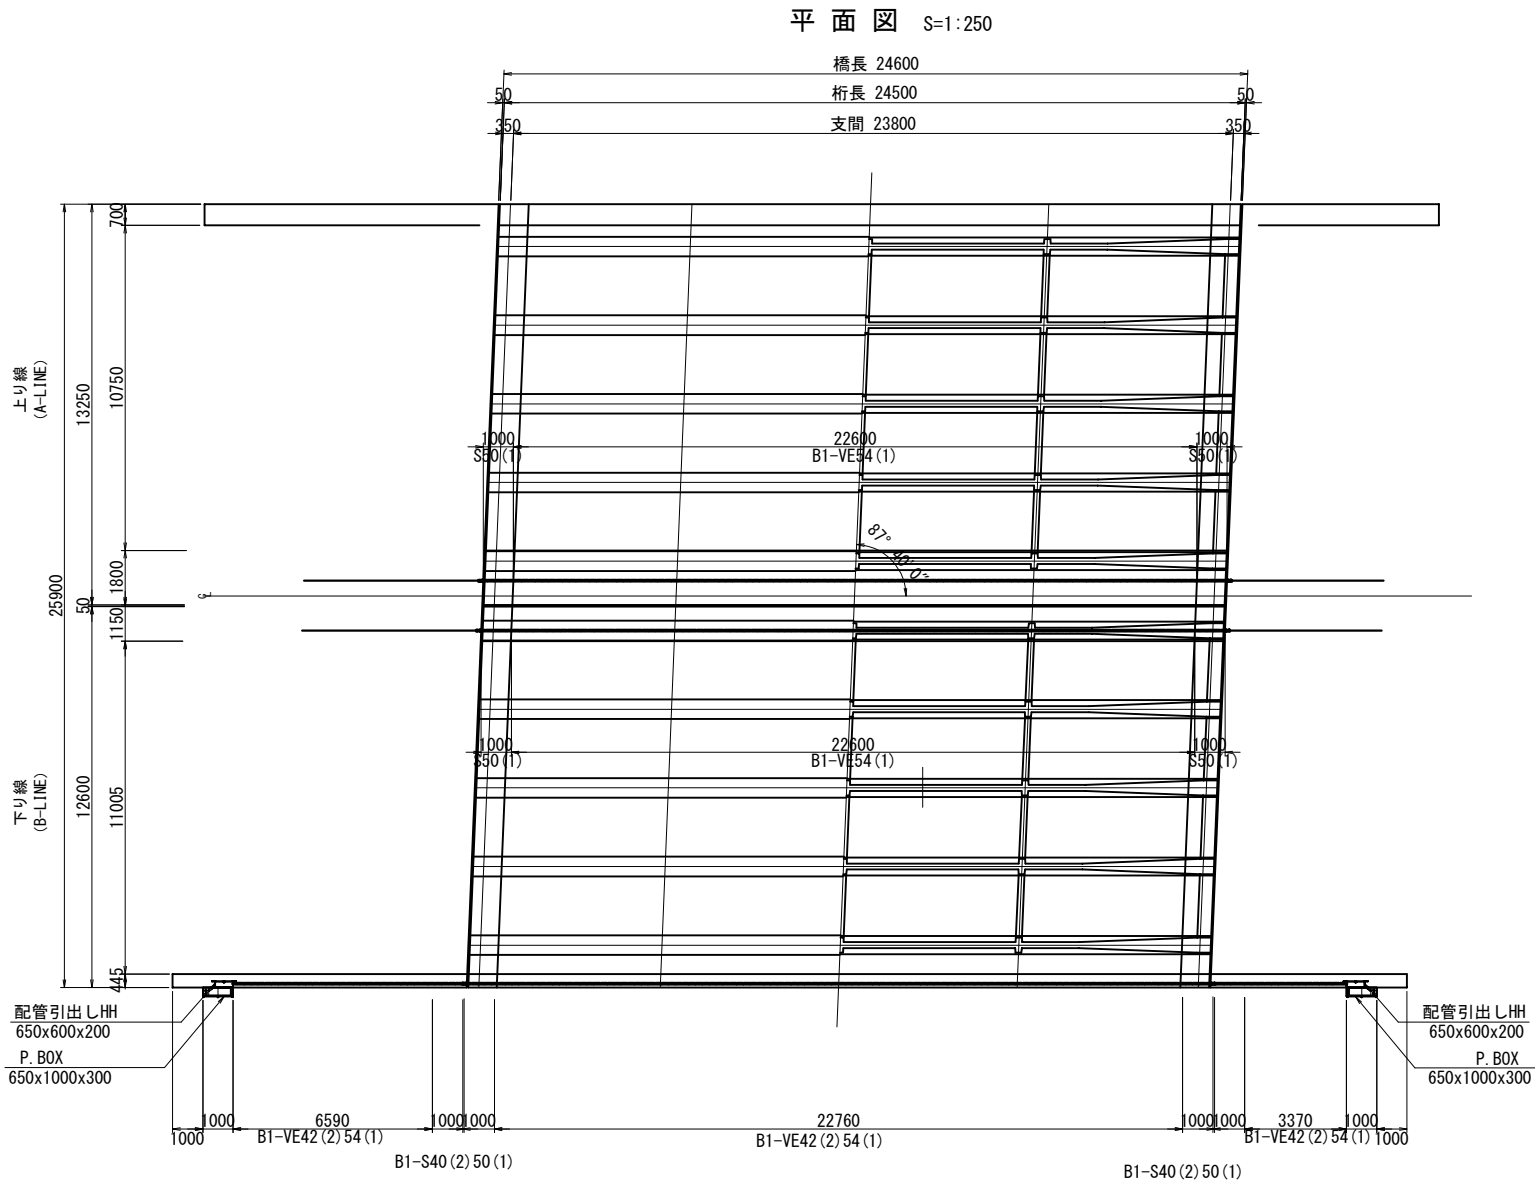 平面図 S=1:250
橋長 24600
50 桁長 24500 50
350 支間 23800 350
700
上り線
(A-LINE)
25900
13250
10750
1800
50
1150
1000 22600 1000
S50(1) B1-VE54(1) S50(1)
87° 40′0″
CL
下り線
(B-LINE)
12600
11005
445
1000 22600 1000
S50(1) B1-VE54(1) S50(1)
配管引出しHH
650x600x200
P.BOX
650x1000x300
配管引出しHH
650x600x200
P.BOX
650x1000x300
1000 1000 6590 1000 1000 22760 1000 1000 3370 1000 1000
B1-VE42(2)54(1) B1-VE42(2)54(1) B1-VE42(2)54(1)
B1-S40(2)50(1) B1-S40(2)50(1)